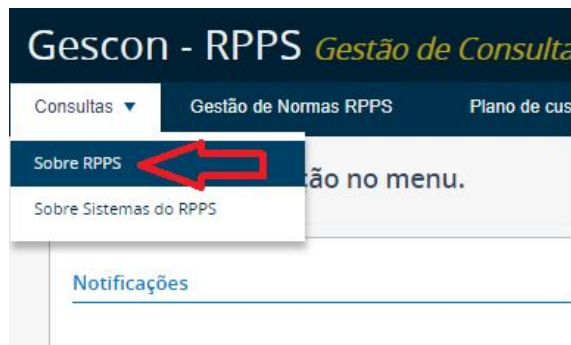 Gescon - RPPS Gestão de Consulta
Consultas ▼ Gestão de Normas RPPS Plano de cus
Sobre RPPS
ão no menu.
Sobre Sistemas do RPPS
Notificações